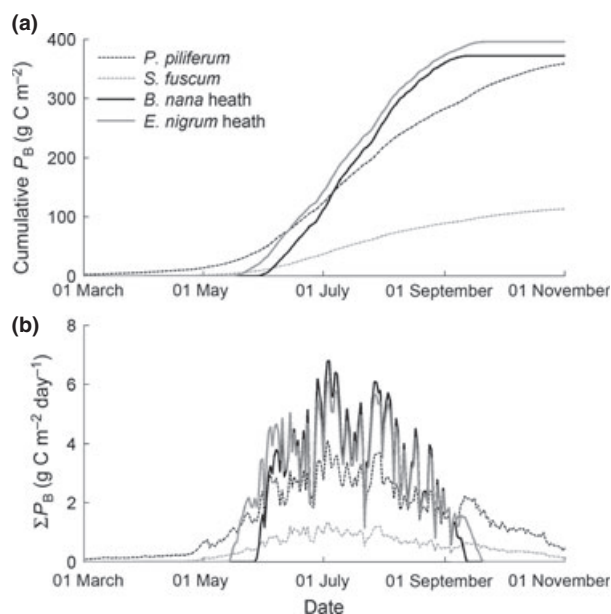 (a)
400
300
200
100
0
Cumulative P_B (g C m⁻²)
P. piliferum
S. fuscum
B. nana heath
E. nigrum heath
01 March 01 May 01 July 01 September 01 November
(b)
8
6
4
2
0
ΣP_B (g C m⁻² day⁻¹)
01 March 01 May 01 July 01 September 01 November
Date